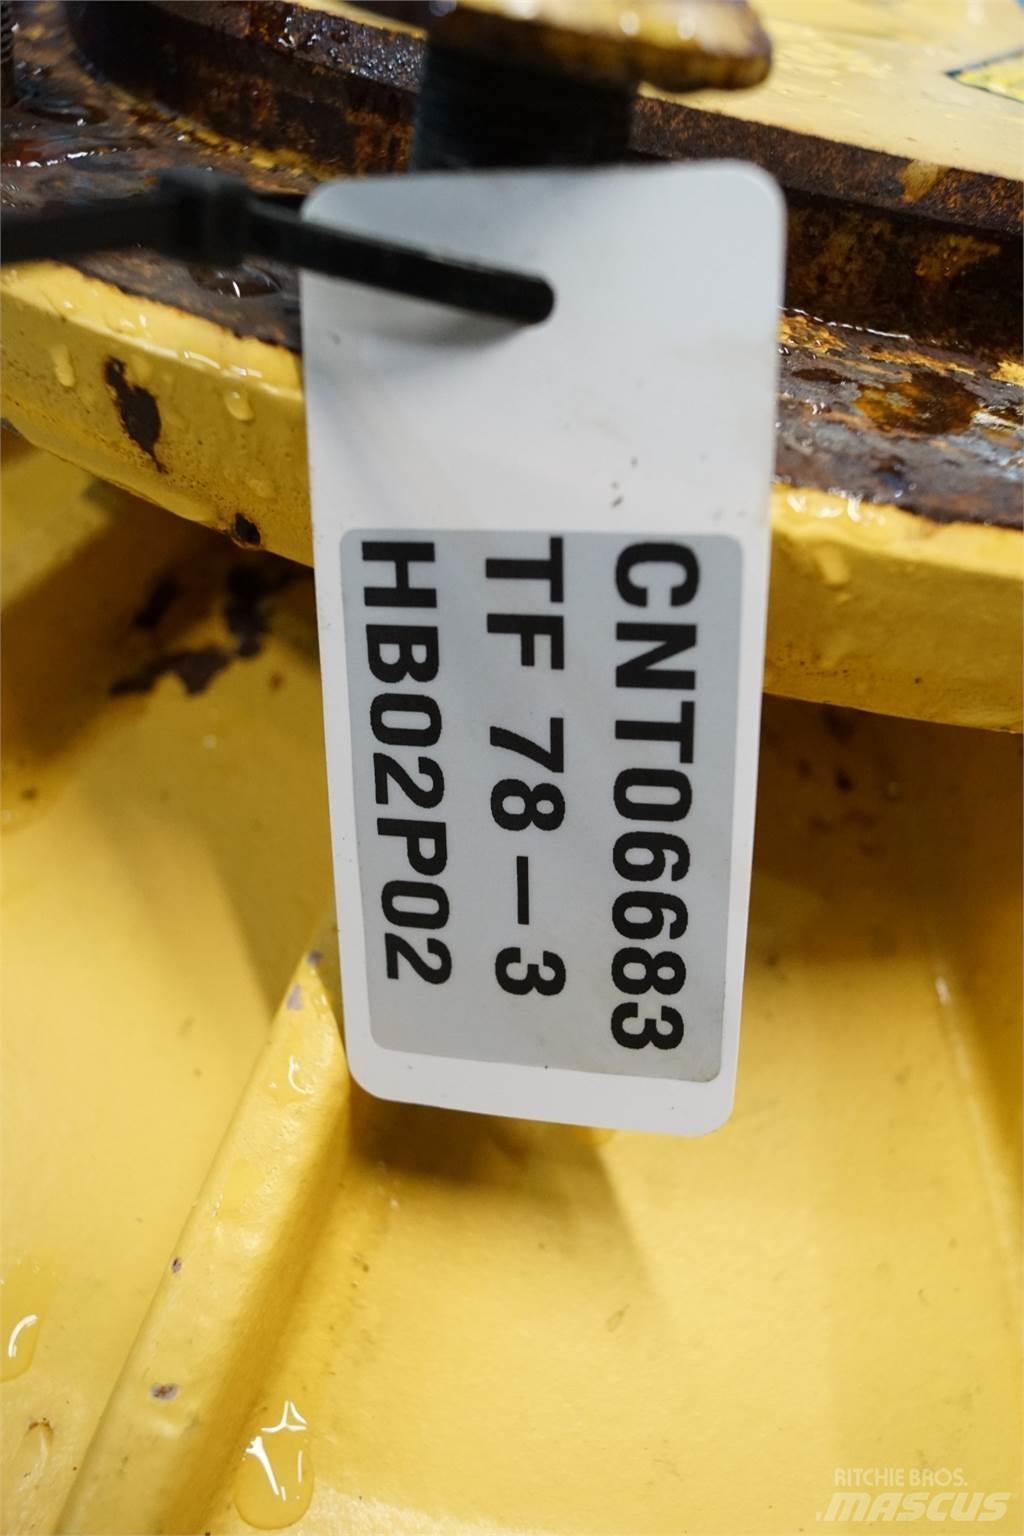 CNT06683
TF 78-3
HB02P02
RITCHIE BROS.
MASCUS